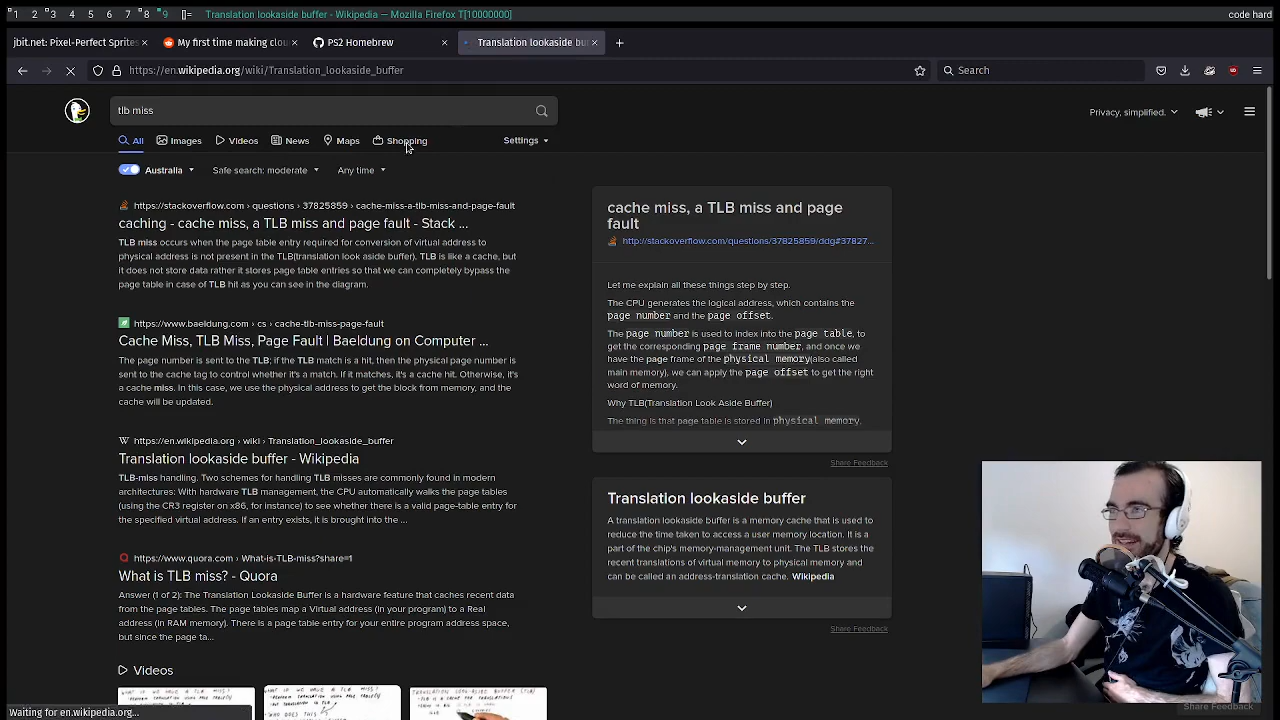 1 2 3 4 5 6 7 8 9 []= Translation lookaside buffer - Wikipedia — Mozilla Firefox T[10000000] code hard
jbit.net: Pixel-Perfect Sprites My first time making clou PS2 Homebrew Translation lookaside bu
https://en.wikipedia.org/wiki/Translation_lookaside_buffer Search
tlb miss
Privacy, simplified.
All Images Videos News Maps Shopping Settings
Australia Safe search: moderate Any time
https://stackoverflow.com › questions › 37825859 › cache-miss-a-tlb-miss-and-page-fault
caching - cache miss, a TLB miss and page fault - Stack ...
TLB miss occurs when the page table entry required for conversion of virtual address to
physical address is not present in the TLB(translation look aside buffer). TLB is like a cache, but
it does not store data rather it stores page table entries so that we can completely bypass the
page table in case of TLB hit as you can see in the diagram.
https://www.baeldung.com › cs › cache-tlb-miss-page-fault
Cache Miss, TLB Miss, Page Fault | Baeldung on Computer ...
The page number is sent to the TLB; if the TLB match is a hit, then the physical page number is
sent to the cache tag to control whether it's a match. If it matches, it's a cache hit. Otherwise, it's
a cache miss. In this case, we use the physical address to get the block from memory, and the
cache will be updated.
https://en.wikipedia.org › wiki › Translation_lookaside_buffer
Translation lookaside buffer - Wikipedia
TLB-miss handling. Two schemes for handling TLB misses are commonly found in modern
architectures: With hardware TLB management, the CPU automatically walks the page tables
(using the CR3 register on x86, for instance) to see whether there is a valid page-table entry for
the specified virtual address. If an entry exists, it is brought into the ...
https://www.quora.com › What-is-TLB-miss?share=1
What is TLB miss? - Quora
Answer (1 of 2): The Translation Lookaside Buffer is a hardware feature that caches recent data
from the page tables. The page tables map a Virtual address (in your program) to a Real
address (in RAM memory). There is a page table entry for your entire program address space,
but since the page ta...
Videos
cache miss, a TLB miss and page
fault
http://stackoverflow.com/questions/37825859/ddg#37827...
Let me explain all these things step by step.
The CPU generates the logical address, which contains the
page number and the page offset.
The page number is used to index into the page table, to
get the corresponding page frame number, and once we
have the page frame of the physical memory(also called
main memory), we can apply the page offset to get the right
word of memory.
Why TLB(Translation Look Aside Buffer)
The thing is that page table is stored in physical memory.
Share Feedback
Translation lookaside buffer
A translation lookaside buffer is a memory cache that is used to
reduce the time taken to access a user memory location. It is a
part of the chip's memory-management unit. The TLB stores the
recent translations of virtual memory to physical memory and
can be called an address-translation cache. Wikipedia
Share Feedback
Share Feedback
Waiting for en.wikipedia.org...